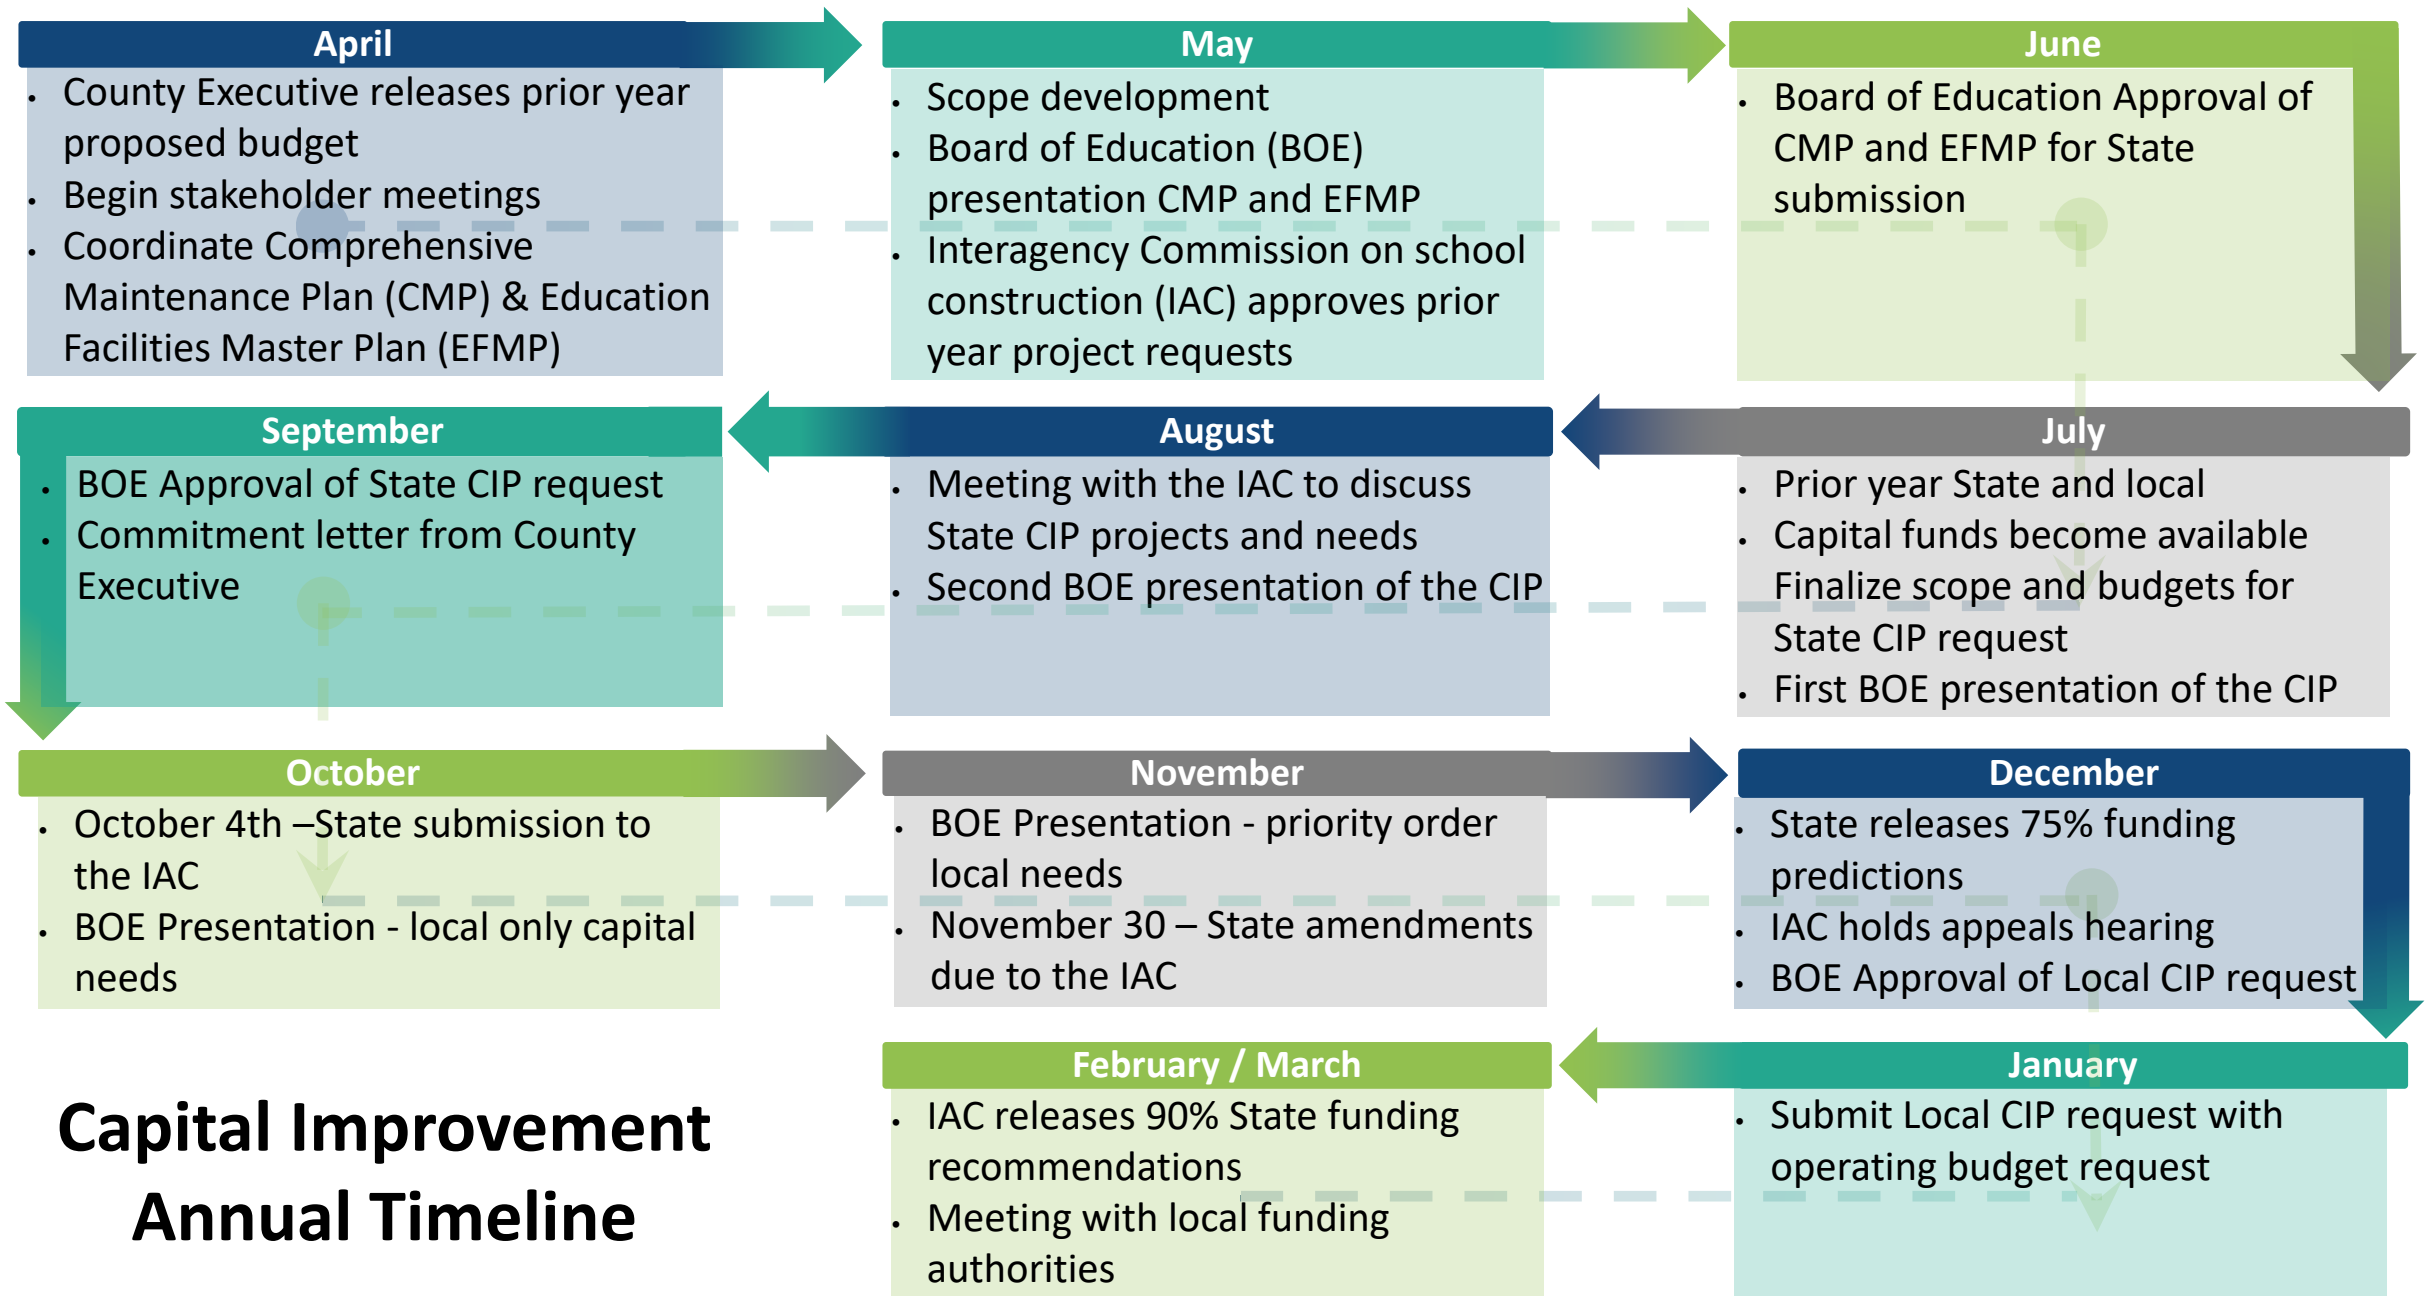 April
• County Executive releases prior year
proposed budget
• Begin stakeholder meetings
• Coordinate Comprehensive
Maintenance Plan (CMP) & Education
Facilities Master Plan (EFMP)
May
• Scope development
• Board of Education (BOE)
presentation CMP and EFMP
• Interagency Commission on school
construction (IAC) approves prior
year project requests
June
• Board of Education Approval of
CMP and EFMP for State
submission
July
• Prior year State and local
• Capital funds become available
Finalize scope and budgets for
State CIP request
• First BOE presentation of the CIP
August
• Meeting with the IAC to discuss
State CIP projects and needs
• Second BOE presentation of the CIP
September
• BOE Approval of State CIP request
• Commitment letter from County
Executive
October
• October 4th –State submission to
the IAC
• BOE Presentation - local only capital
needs
November
• BOE Presentation - priority order
local needs
• November 30 – State amendments
due to the IAC
December
• State releases 75% funding
predictions
• IAC holds appeals hearing
• BOE Approval of Local CIP request
January
• Submit Local CIP request with
operating budget request
February / March
• IAC releases 90% State funding
recommendations
• Meeting with local funding
authorities
Capital Improvement
Annual Timeline